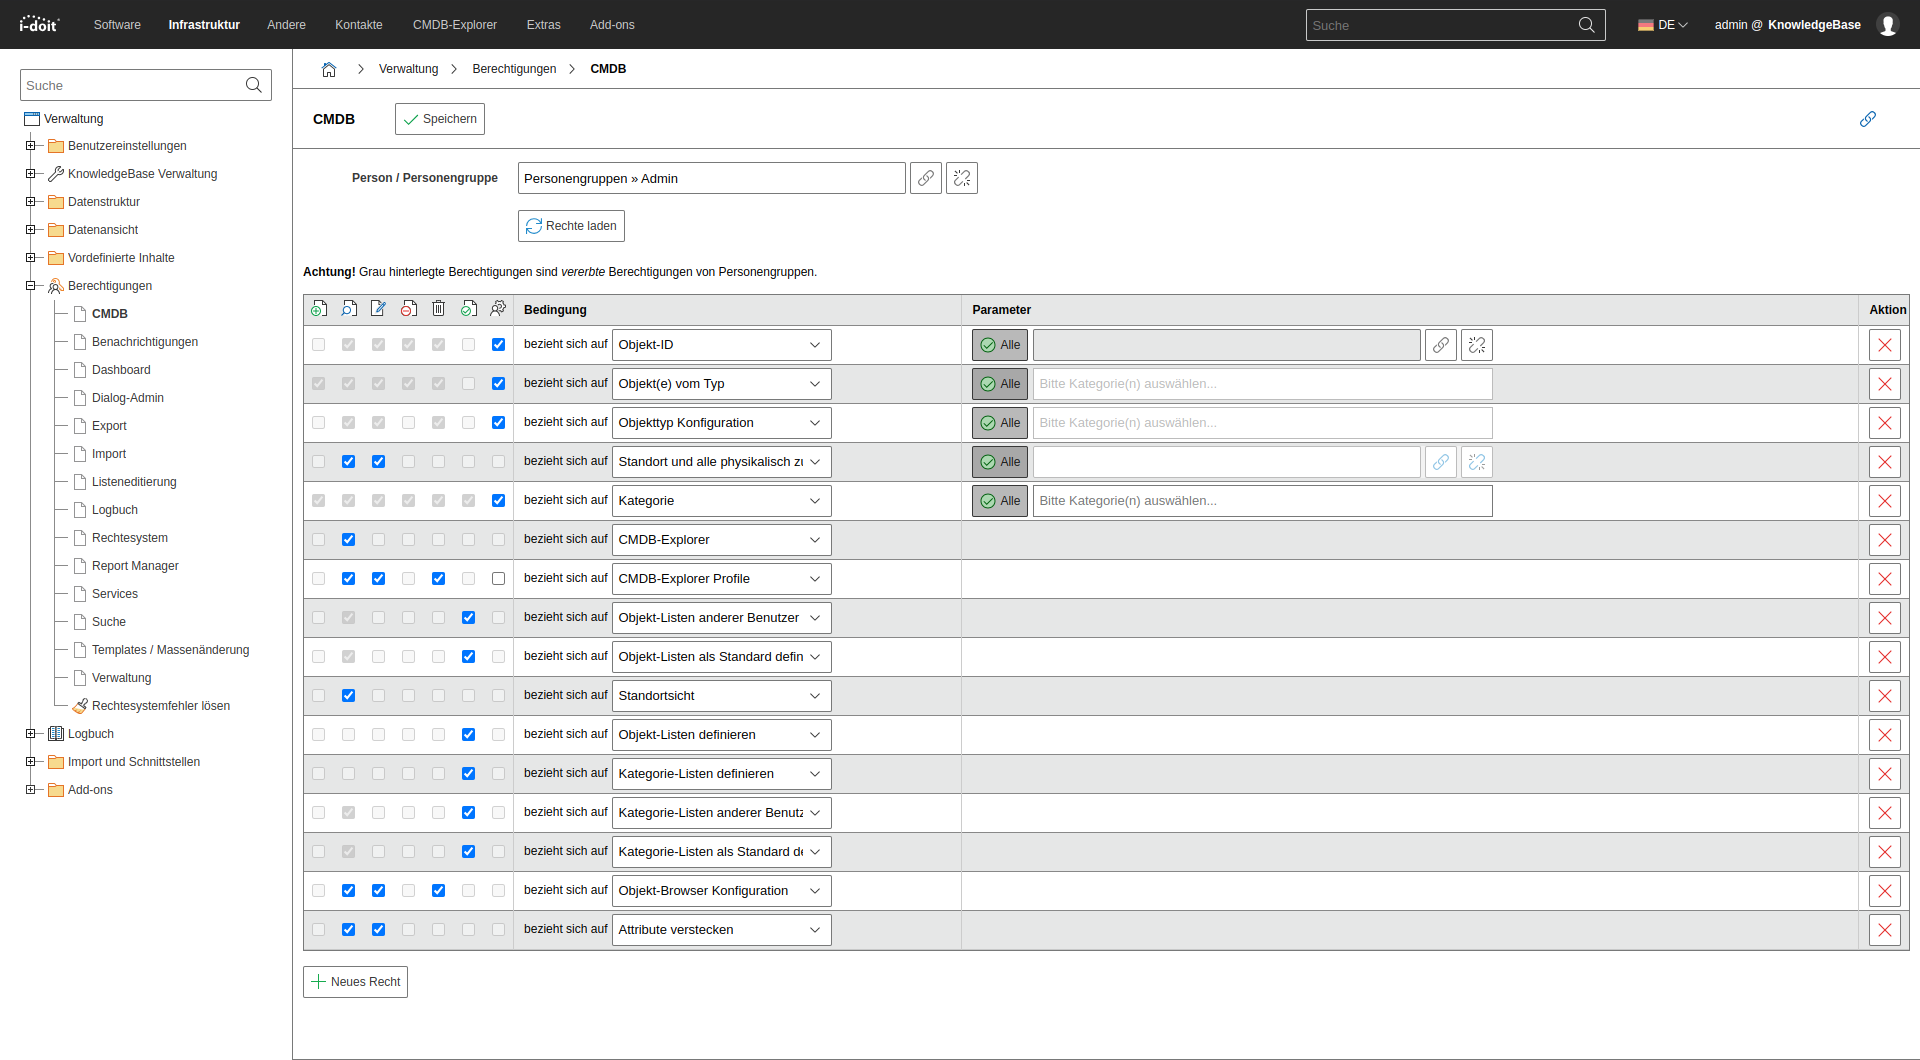 i-doit Software Infrastruktur Andere Kontakte CMDB-Explorer Extras Add-ons Suche DE admin @ KnowledgeBase
Suche
Verwaltung
Benutzereinstellungen
KnowledgeBase Verwaltung
Datenstruktur
Datenansicht
Vordefinierte Inhalte
Berechtigungen
CMDB
Benachrichtigungen
Dashboard
Dialog-Admin
Export
Import
Listeneditierung
Logbuch
Rechtesystem
Report Manager
Services
Suche
Templates / Massenänderung
Verwaltung
Rechtesystemfehler lösen
Logbuch
Import und Schnittstellen
Add-ons
Verwaltung Berechtigungen CMDB
CMDB Speichern
Person / Personengruppe Personengruppen » Admin
Rechte laden
Achtung! Grau hinterlegte Berechtigungen sind vererbte Berechtigungen von Personengruppen.
Bedingung Parameter Aktion
bezieht sich auf Objekt-ID Alle
bezieht sich auf Objekt(e) vom Typ Alle Bitte Kategorie(n) auswählen...
bezieht sich auf Objekttyp Konfiguration Alle Bitte Kategorie(n) auswählen...
bezieht sich auf Standort und alle physikalisch Alle
bezieht sich auf Kategorie Alle Bitte Kategorie(n) auswählen...
bezieht sich auf CMDB-Explorer
bezieht sich auf CMDB-Explorer Profile
bezieht sich auf Objekt-Listen anderer Benutzer
bezieht sich auf Objekt-Listen als Standard defin
bezieht sich auf Standortsicht
bezieht sich auf Objekt-Listen definieren
bezieht sich auf Kategorie-Listen definieren
bezieht sich auf Kategorie-Listen anderer Benutz
bezieht sich auf Kategorie-Listen als Standard de
bezieht sich auf Objekt-Browser Konfiguration
bezieht sich auf Attribute verstecken
Neues Recht